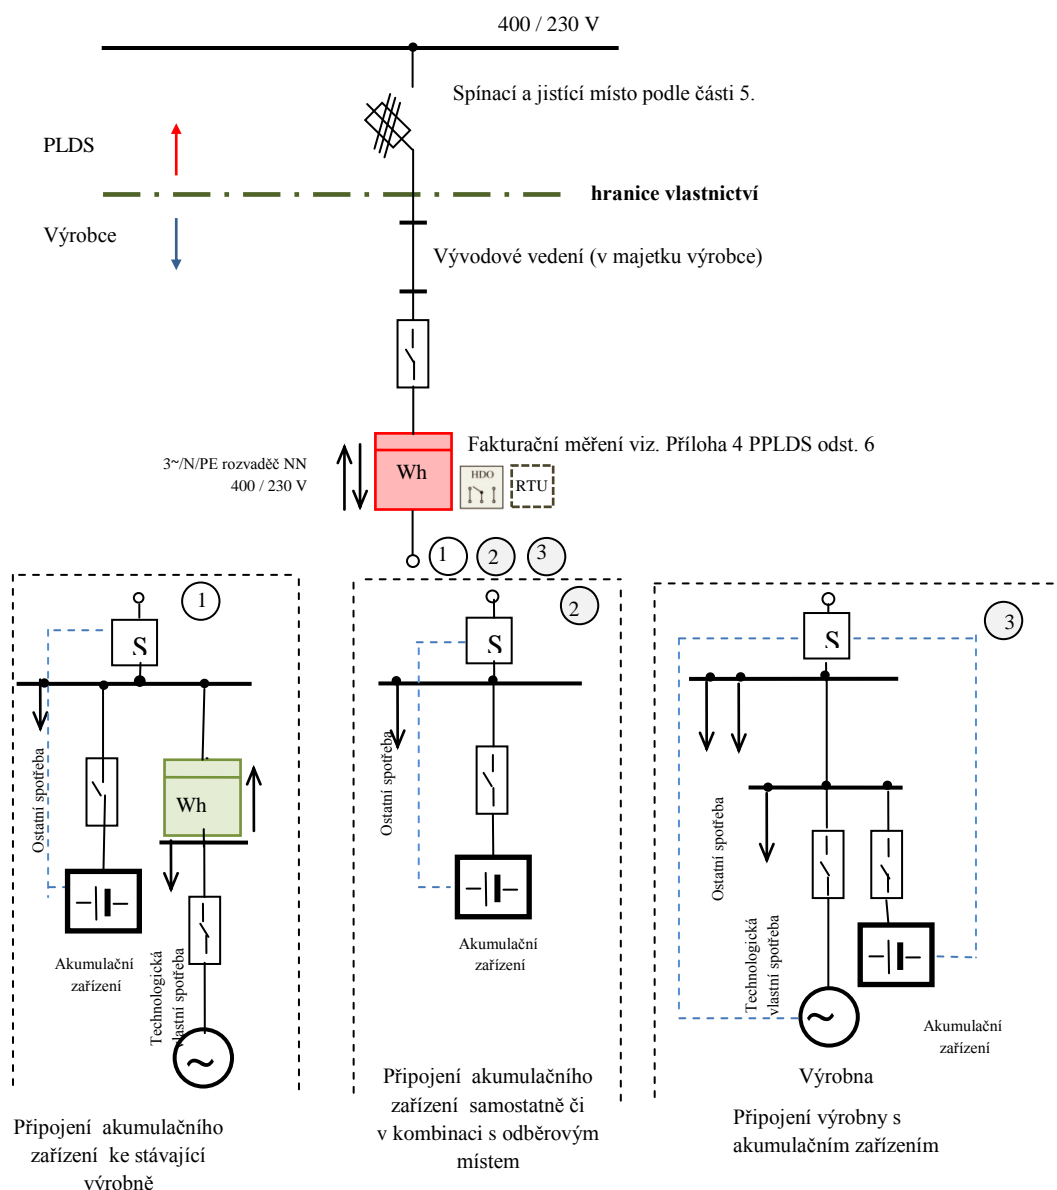 400 / 230 V
Spínací a jistící místo podle části 5.
PLDS
hranice vlastnictví
Výrobce
Vývodové vedení (v majetku výrobce)
Fakturační měření viz. Příloha 4 PPLDS odst. 6
3~/N/PE rozvaděč NN
400 / 230 V
Wh
HDO
RTU
1
2
3
1
S
Ostatní spotřeba
Wh
Akumulační
zařízení
Technologická
vlastní spotřeba
Připojení akumulačního
zařízení ke stávající
výrobně
2
S
Ostatní spotřeba
Akumulační
zařízení
Připojení akumulačního
zařízení samostatně či
v kombinaci s odběrovým
místem
3
S
Ostatní spotřeba
Technologická
vlastní spotřeba
Akumulační
zařízení
Výrobna
Připojení výrobny s
akumulačním zařízením